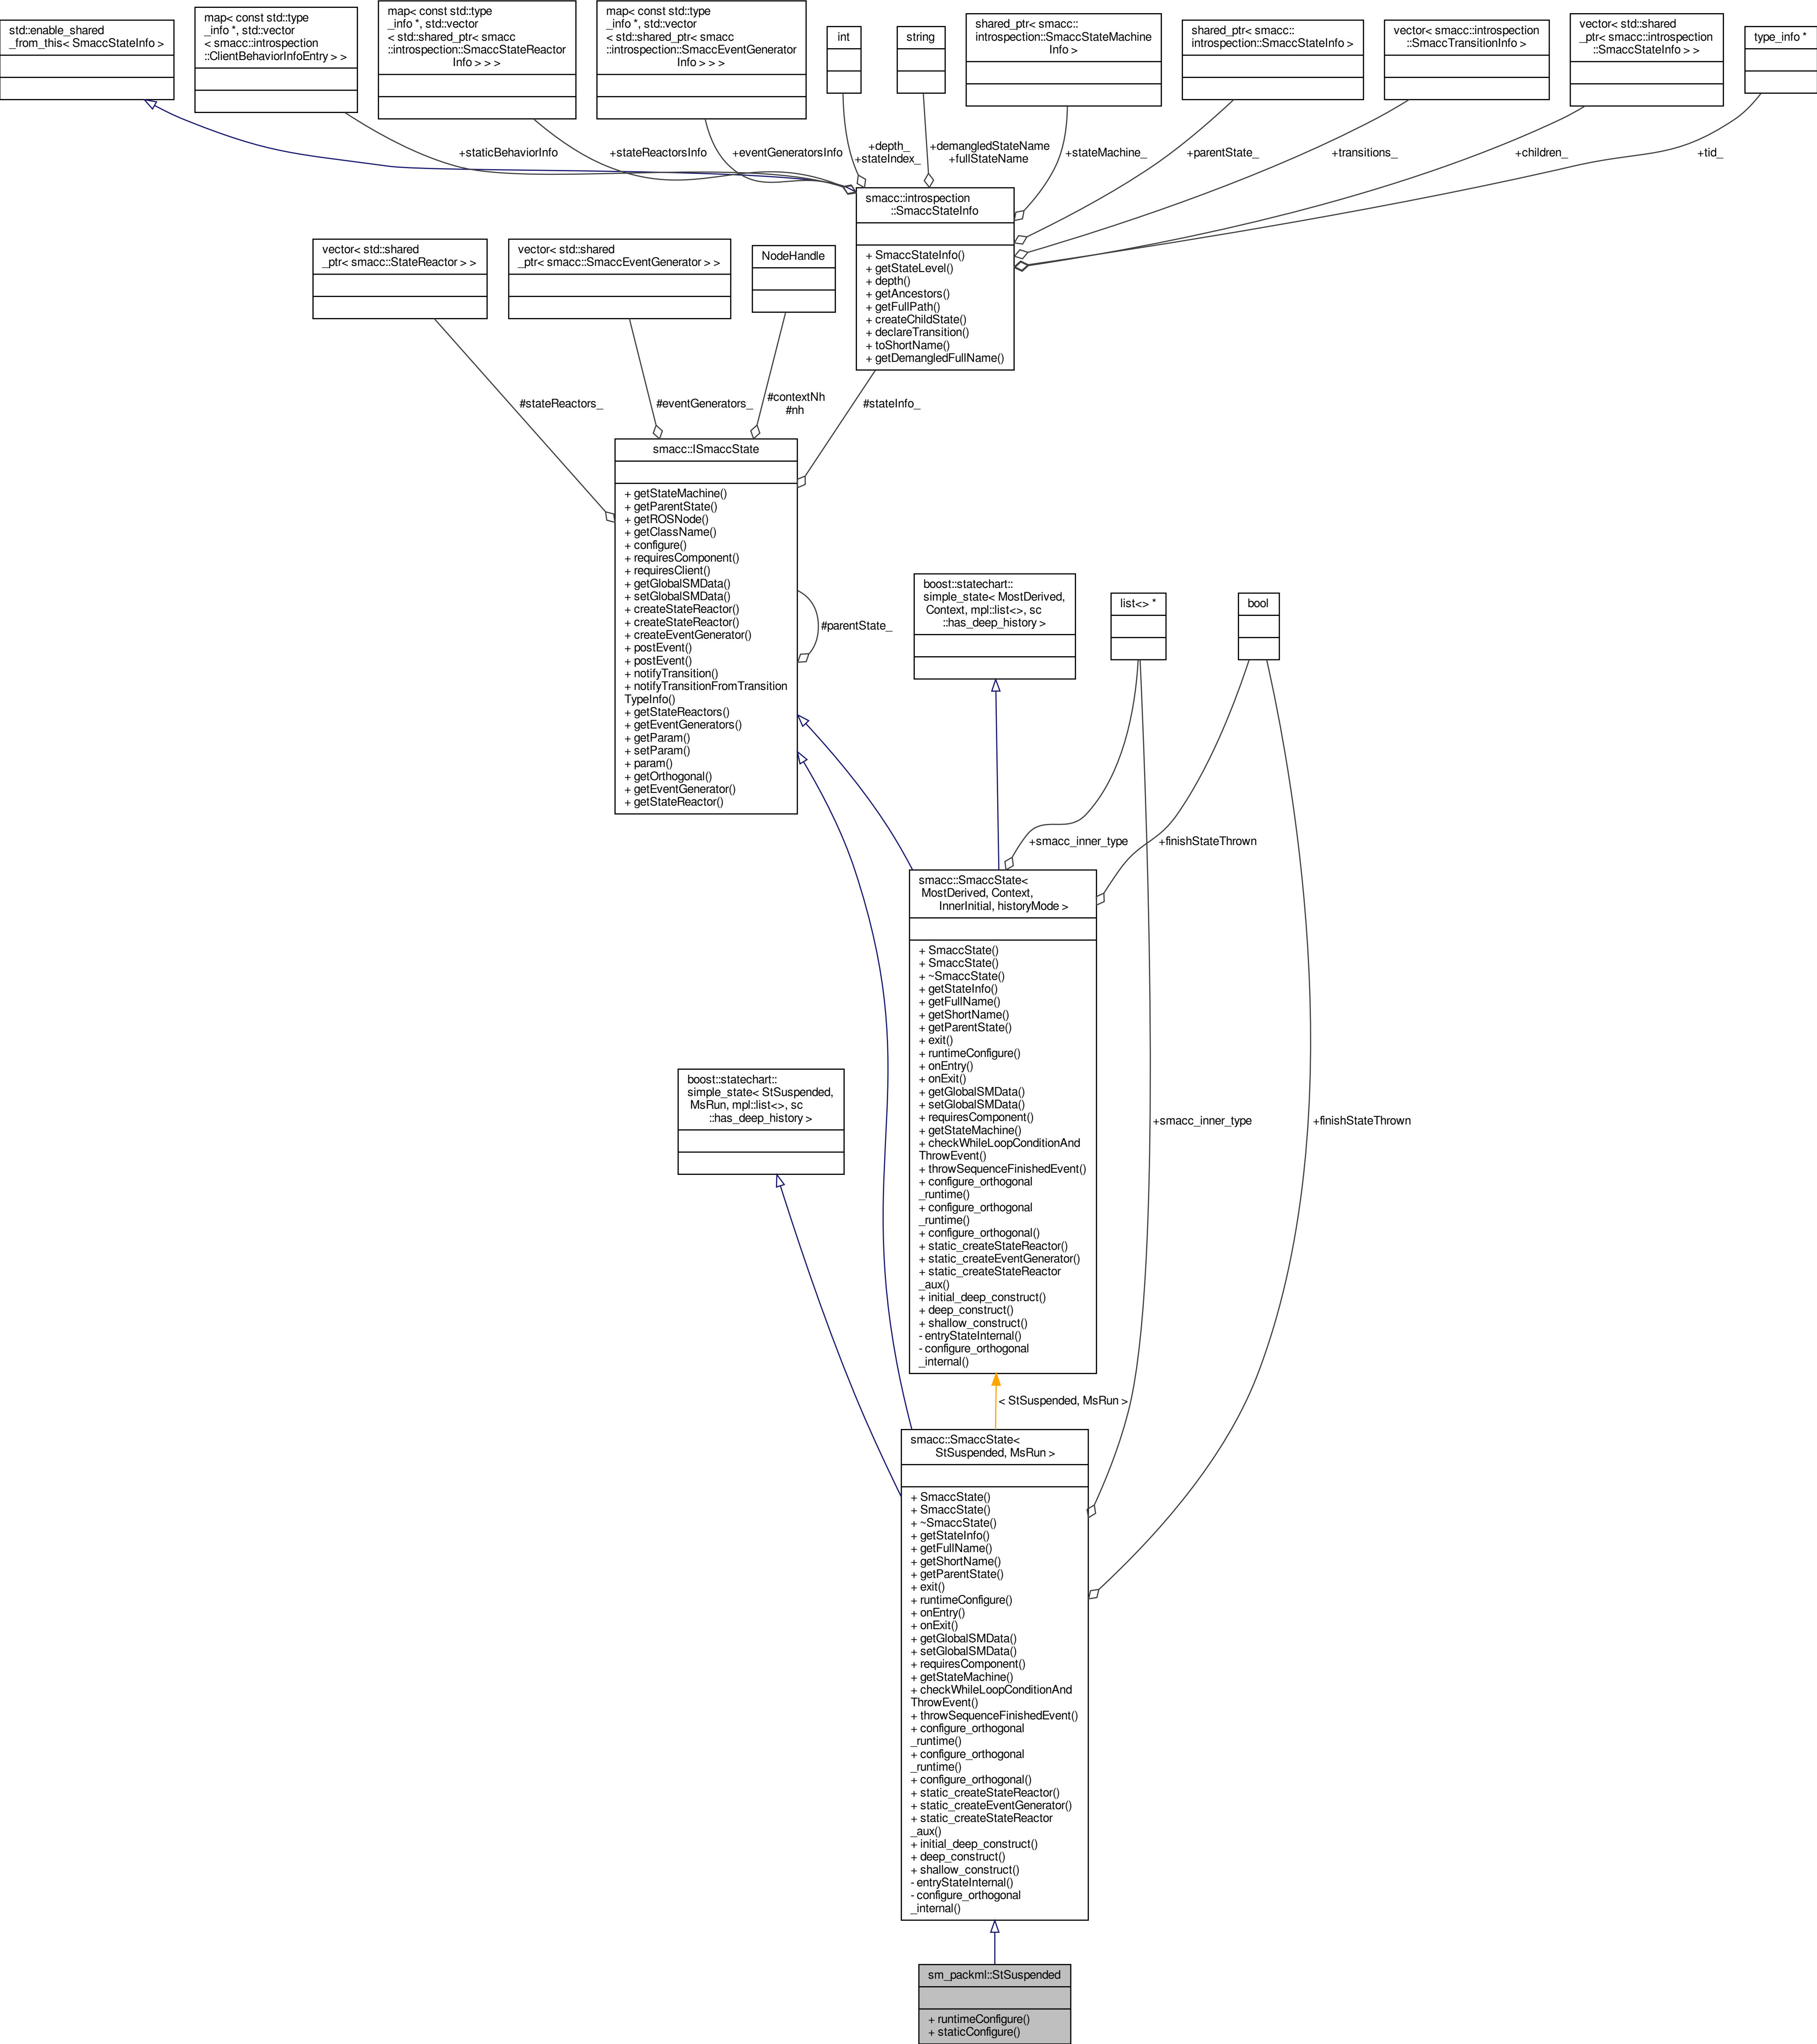 std::enable_shared
_from_this< SmaccStateInfo >
map< const std::type
_info *, std::vector
< smacc::introspection
::ClientBehaviorInfoEntry > >
map< const std::type
_info *, std::vector
< std::shared_ptr< smacc
::introspection::SmaccStateReactor
Info > > >
map< const std::type
_info *, std::vector
< std::shared_ptr< smacc
::introspection::SmaccEventGenerator
Info > > >
int
string
shared_ptr< smacc::
introspection::SmaccStateMachine
Info >
shared_ptr< smacc::
introspection::SmaccStateInfo >
vector< smacc::introspection
::SmaccTransitionInfo >
vector< std::shared
_ptr< smacc::introspection
::SmaccStateInfo > >
type_info *
+staticBehaviorInfo
+stateReactorsInfo
+eventGeneratorsInfo
+depth_
+stateIndex_
+demangledStateName
+fullStateName
+stateMachine_
+parentState_
+transitions_
+children_
+tid_
smacc::introspection
::SmaccStateInfo
+ SmaccStateInfo()
+ getStateLevel()
+ depth()
+ getAncestors()
+ getFullPath()
+ createChildState()
+ declareTransition()
+ toShortName()
+ getDemangledFullName()
vector< std::shared
_ptr< smacc::StateReactor > >
vector< std::shared
_ptr< smacc::SmaccEventGenerator > >
NodeHandle
#stateReactors_
#eventGenerators_
#contextNh
#nh
#stateInfo_
smacc::ISmaccState
+ getStateMachine()
+ getParentState()
+ getROSNode()
+ getClassName()
+ configure()
+ requiresComponent()
+ requiresClient()
+ getGlobalSMData()
+ setGlobalSMData()
+ createStateReactor()
+ createStateReactor()
+ createEventGenerator()
+ postEvent()
+ postEvent()
+ notifyTransition()
+ notifyTransitionFromTransition
TypeInfo()
+ getStateReactors()
+ getEventGenerators()
+ getParam()
+ setParam()
+ param()
+ getOrthogonal()
+ getEventGenerator()
+ getStateReactor()
#parentState_
boost::statechart::
simple_state< MostDerived,
Context, mpl::list<>, sc
::has_deep_history >
list<> *
bool
+smacc_inner_type
+finishStateThrown
smacc::SmaccState<
MostDerived, Context,
InnerInitial, historyMode >
+ SmaccState()
+ SmaccState()
+ ~SmaccState()
+ getStateInfo()
+ getFullName()
+ getShortName()
+ getParentState()
+ exit()
+ runtimeConfigure()
+ onEntry()
+ onExit()
+ getGlobalSMData()
+ setGlobalSMData()
+ requiresComponent()
+ getStateMachine()
+ checkWhileLoopConditionAnd
ThrowEvent()
+ throwSequenceFinishedEvent()
+ configure_orthogonal
_runtime()
+ configure_orthogonal
_runtime()
+ configure_orthogonal()
+ static_createStateReactor()
+ static_createEventGenerator()
+ static_createStateReactor
_aux()
+ initial_deep_construct()
+ deep_construct()
+ shallow_construct()
- entryStateInternal()
- configure_orthogonal
_internal()
boost::statechart::
simple_state< StSuspended,
MsRun, mpl::list<>, sc
::has_deep_history >
+smacc_inner_type
+finishStateThrown
< StSuspended, MsRun >
smacc::SmaccState<
StSuspended, MsRun >
+ SmaccState()
+ SmaccState()
+ ~SmaccState()
+ getStateInfo()
+ getFullName()
+ getShortName()
+ getParentState()
+ exit()
+ runtimeConfigure()
+ onEntry()
+ onExit()
+ getGlobalSMData()
+ setGlobalSMData()
+ requiresComponent()
+ getStateMachine()
+ checkWhileLoopConditionAnd
ThrowEvent()
+ throwSequenceFinishedEvent()
+ configure_orthogonal
_runtime()
+ configure_orthogonal
_runtime()
+ configure_orthogonal()
+ static_createStateReactor()
+ static_createEventGenerator()
+ static_createStateReactor
_aux()
+ initial_deep_construct()
+ deep_construct()
+ shallow_construct()
- entryStateInternal()
- configure_orthogonal
_internal()
sm_packml::StSuspended
+ runtimeConfigure()
+ staticConfigure()